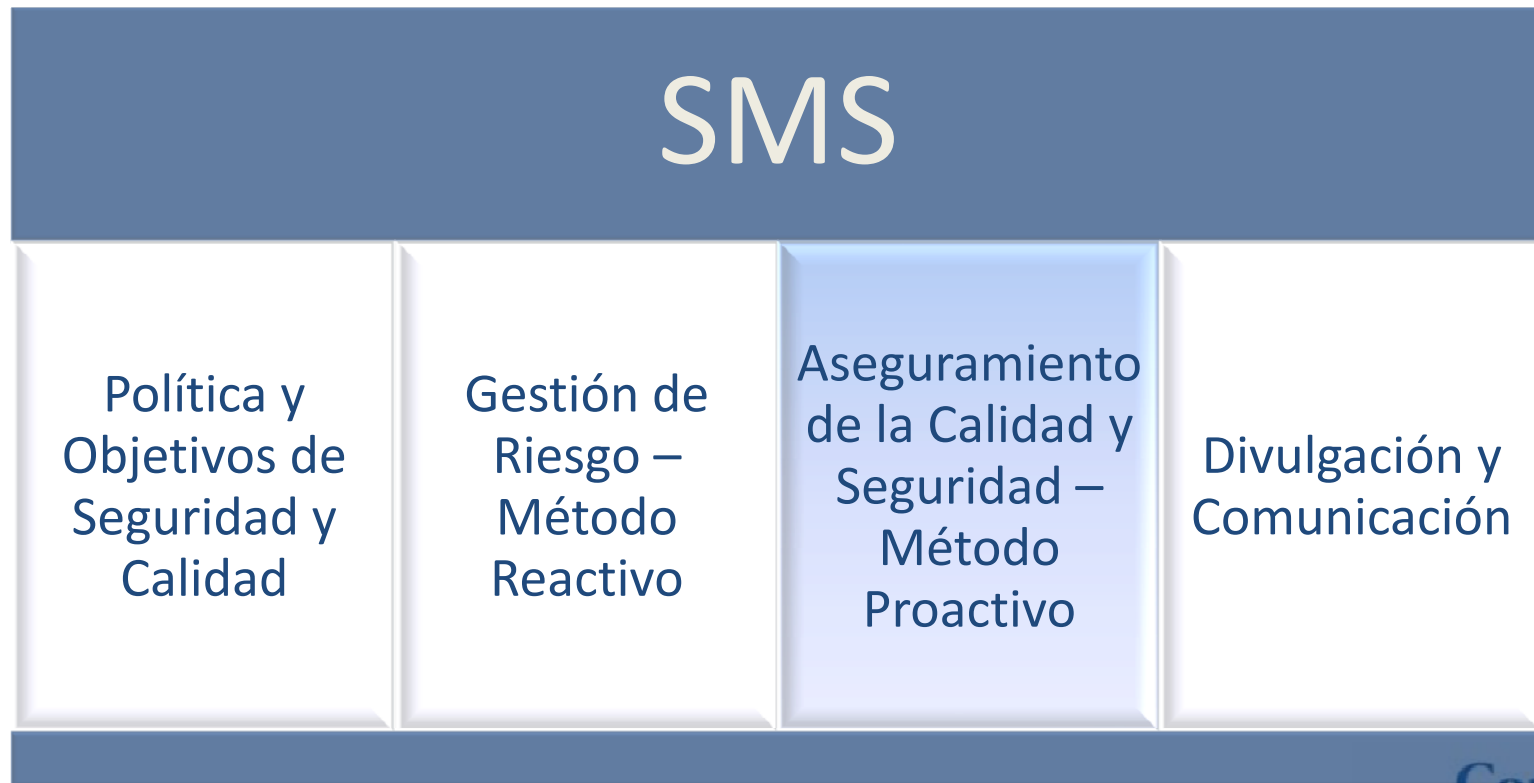 SMS
Política y
Objetivos de
Seguridad y
Calidad
Gestión de
Riesgo –
Método
Reactivo
Aseguramiento
de la Calidad y
Seguridad –
Método
Proactivo
Divulgación y
Comunicación